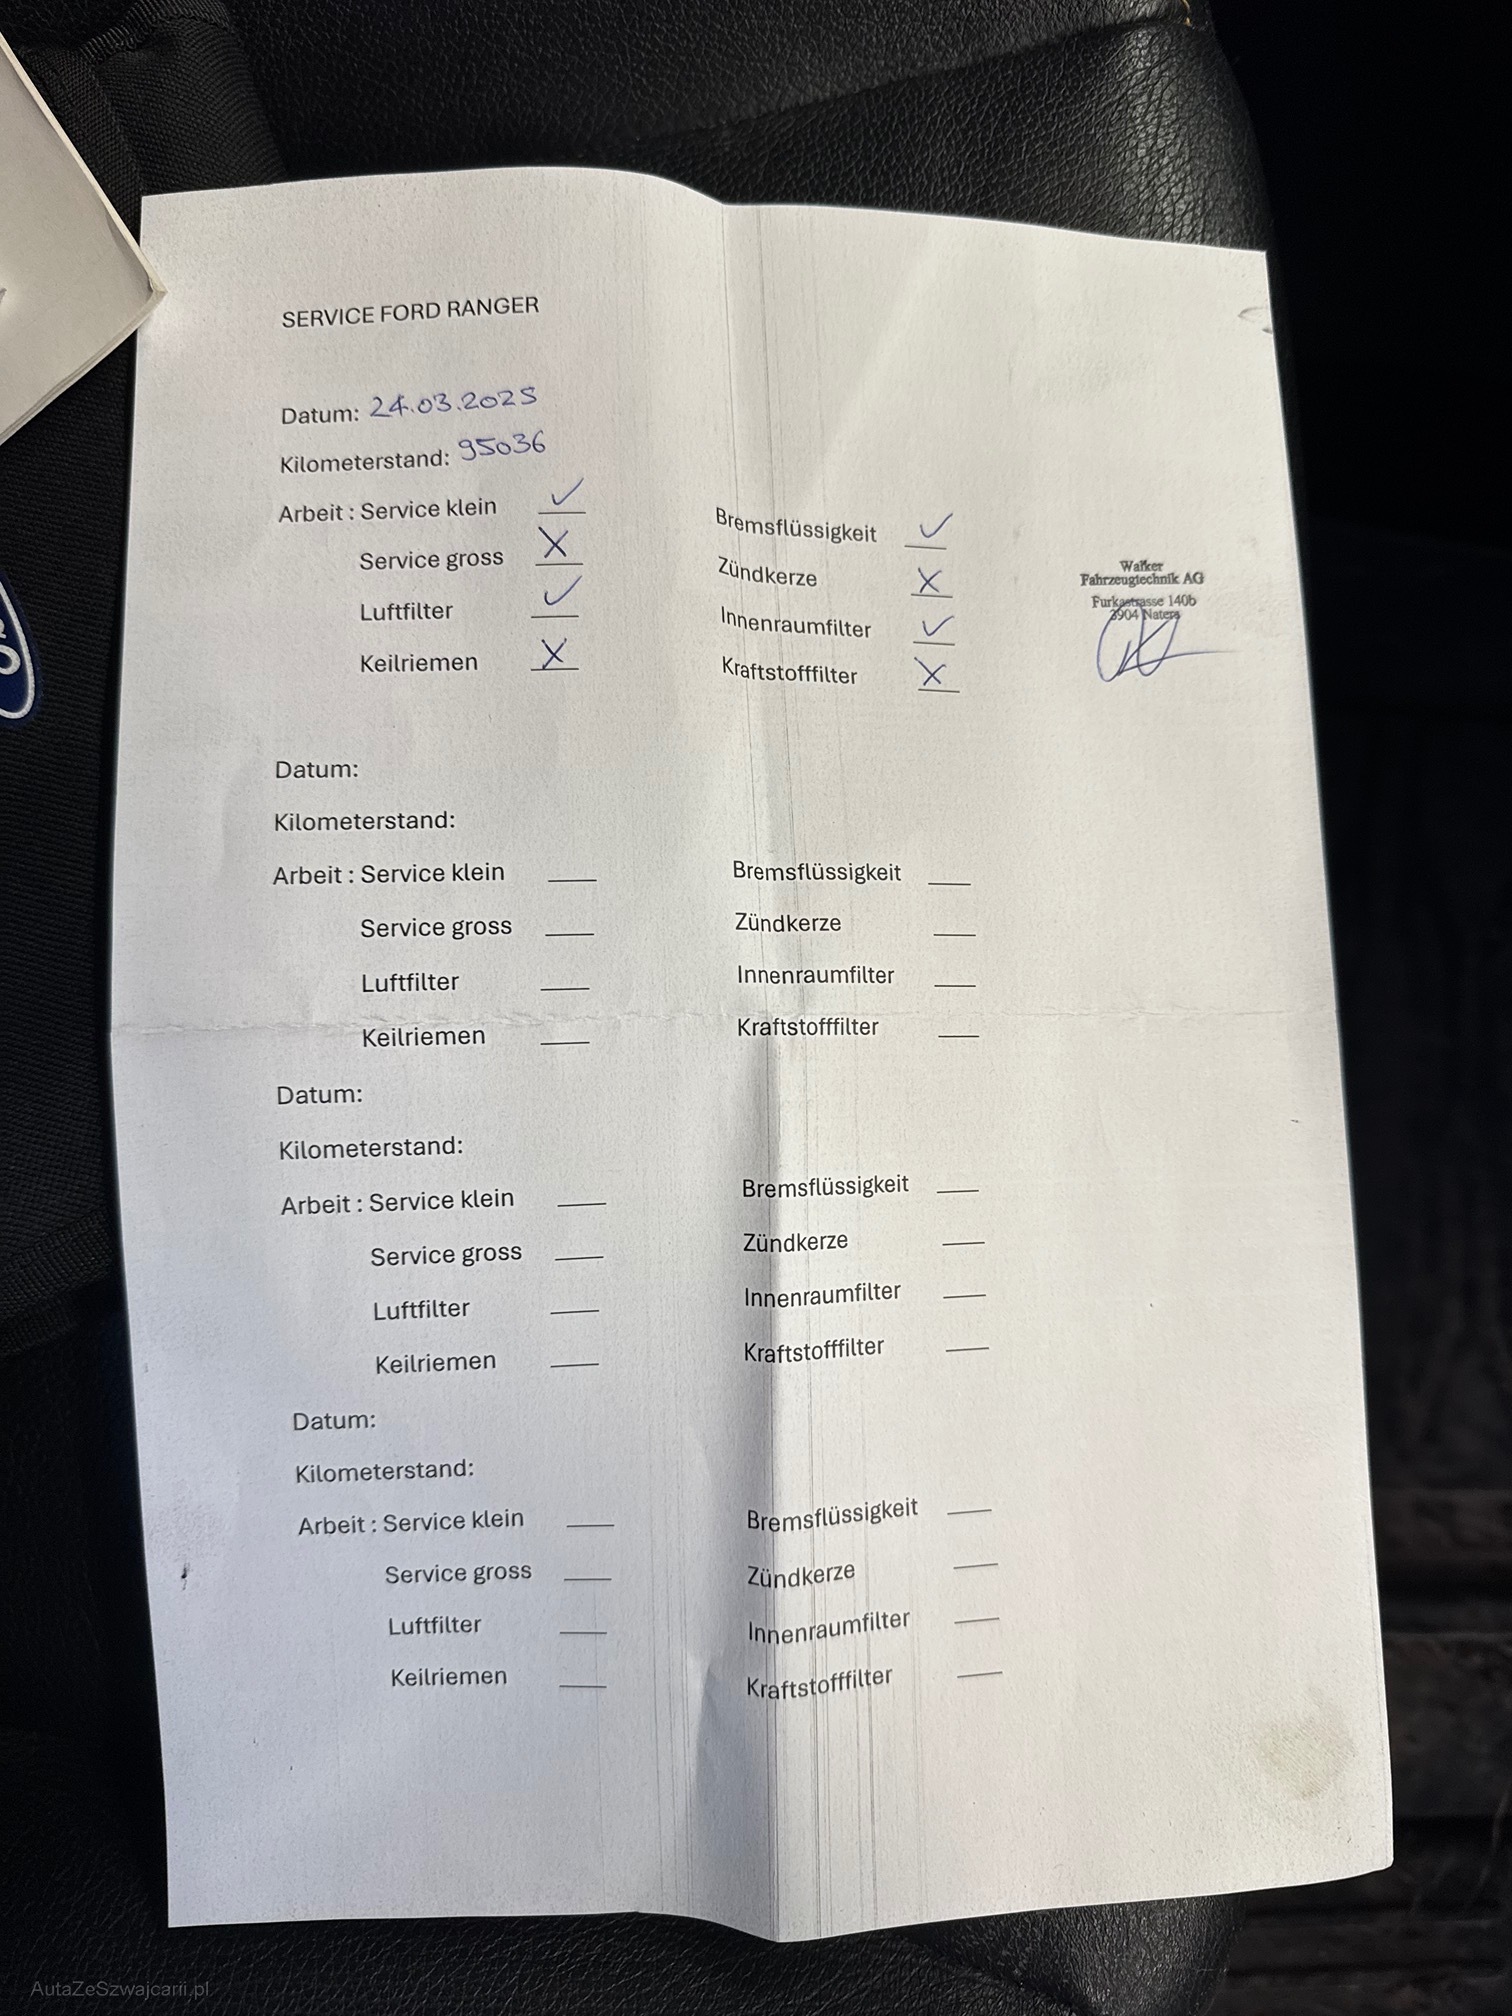 SERVICE FORD RANGER
Datum: 24.03.2025
Kilometerstand: 95036
Arbeit : Service klein ✓
Service gross X
Luftfilter ✓
Keilriemen X
Bremsflüssigkeit ✓
Zündkerze X
Innenraumfilter ✓
Kraftstofffilter X
Walker
Fahrzeugtechnik AG
Furkastrasse 140b
3904 Naters
Datum:
Kilometerstand:
Arbeit : Service klein
Service gross
Luftfilter
Keilriemen
Bremsflüssigkeit
Zündkerze
Innenraumfilter
Kraftstofffilter
Datum:
Kilometerstand:
Arbeit : Service klein
Service gross
Luftfilter
Keilriemen
Bremsflüssigkeit
Zündkerze
Innenraumfilter
Kraftstofffilter
Datum:
Kilometerstand:
Arbeit : Service klein
Service gross
Luftfilter
Keilriemen
Bremsflüssigkeit
Zündkerze
Innenraumfilter
Kraftstofffilter
AutaZeSzwajcarii.pl